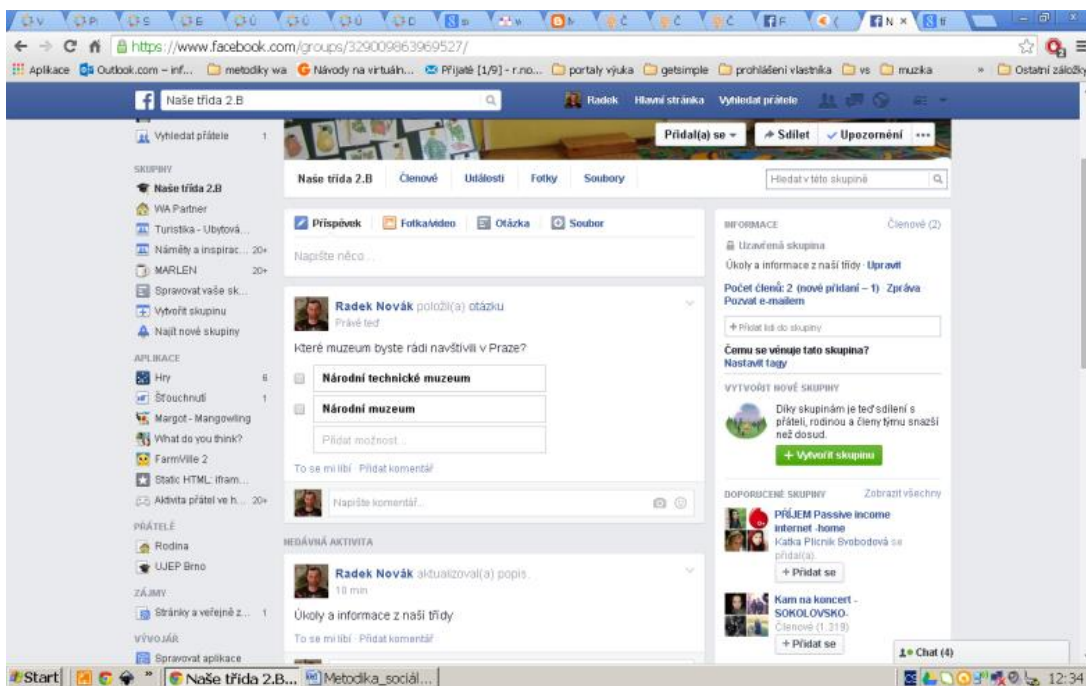 https://www.facebook.com/groups/329009863969527/
Aplikace Outlook.com – inf... metodiky wa Návody na virtuáln... Přijaté [1/9] - r.no... portaly výuka getsimple prohlášení vlastníka vs muzika » Ostatní záložky
Naše třída 2.B Radek Hlavní stránka Vyhledat přátele
Vyhledat přátele 1
SKUPINY
Naše třída 2.B
WA Partner
Turistika - Ubytová...
Náměty a inspirac... 20+
MARLEN 20+
Spravovat vaše sk...
Vytvořit skupinu
Najít nové skupiny
APLIKACE
Hry 6
Šťouchnutí 1
Margot - Mangowling
What do you think?
FarmVille 2
Static HTML: ifram...
Aktivita přátel ve h... 20+
PŘÁTELÉ
Rodina
UJEP Brno
ZÁJMY
Stránky a veřejně z... 1
VÝVOJÁŘ
Spravovat aplikace
Přidal(a) se Sdílet Upozornění ...
Naše třída 2.B Členové Události Fotky Soubory Hledat v této skupině
Příspěvek Fotka/video Otázka Soubor
Napište něco...
Radek Novák položil(a) otázku
Právě teď
Které muzeum byste rádi navštívili v Praze?
Národní technické muzeum
Národní muzeum
Přidat možnost...
To se mi líbí · Přidat komentář
Napište komentář...
NEDÁVNÁ AKTIVITA
Radek Novák aktualizoval(a) popis.
18 min
Úkoly a informace z naší třídy
To se mi líbí · Přidat komentář
INFORMACE Členové (2)
Uzavřená skupina
Úkoly a informace z naší třídy · Upravit
Počet členů: 2 (nové přidaní – 1) Zpráva
Pozvat e-mailem
+ Přidat lidi do skupiny
Čemu se věnuje tato skupina?
Nastavit tagy
VYTVOŘIT NOVÉ SKUPINY
Díky skupinám je teď sdílení s
přáteli, rodinou a členy týmu snazší
než dosud.
+ Vytvořit skupinu
DOPORUČENÉ SKUPINY Zobrazit všechny
PŘÍJEM Passive income
internet -home
Katka Plicnik Svobodová se
přidal(a).
+ Přidat se
Kam na koncert -
SOKOLOVSKO-
Členové (1,319)
+ Přidat se
Chat (4)
Start Naše třída 2.B... Metodika_sociál... 12:34